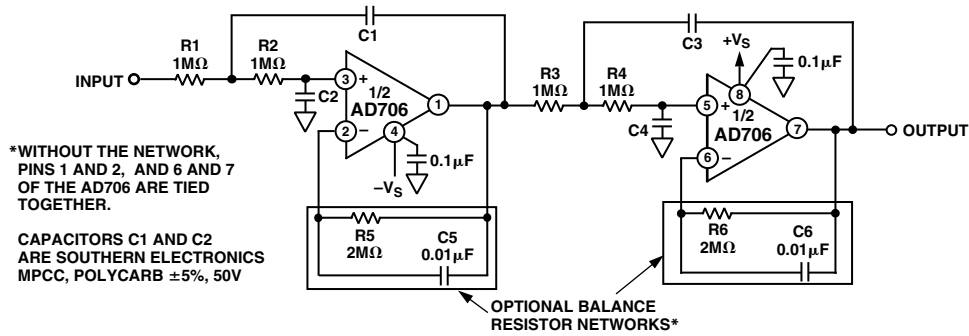 C1
C3
R1
1MΩ
R2
1MΩ
INPUT
C2
3
+
1/2
AD706
1
2
–
4
0.1μF
–VS
R3
1MΩ
R4
1MΩ
C4
+VS
0.1μF
8
5
+
1/2
AD706
7
6
–
OUTPUT
*WITHOUT THE NETWORK,
PINS 1 AND 2, AND 6 AND 7
OF THE AD706 ARE TIED
TOGETHER.
CAPACITORS C1 AND C2
ARE SOUTHERN ELECTRONICS
MPCC, POLYCARB ±5%, 50V
R5
2MΩ
C5
0.01μF
R6
2MΩ
C6
0.01μF
OPTIONAL BALANCE
RESISTOR NETWORKS*